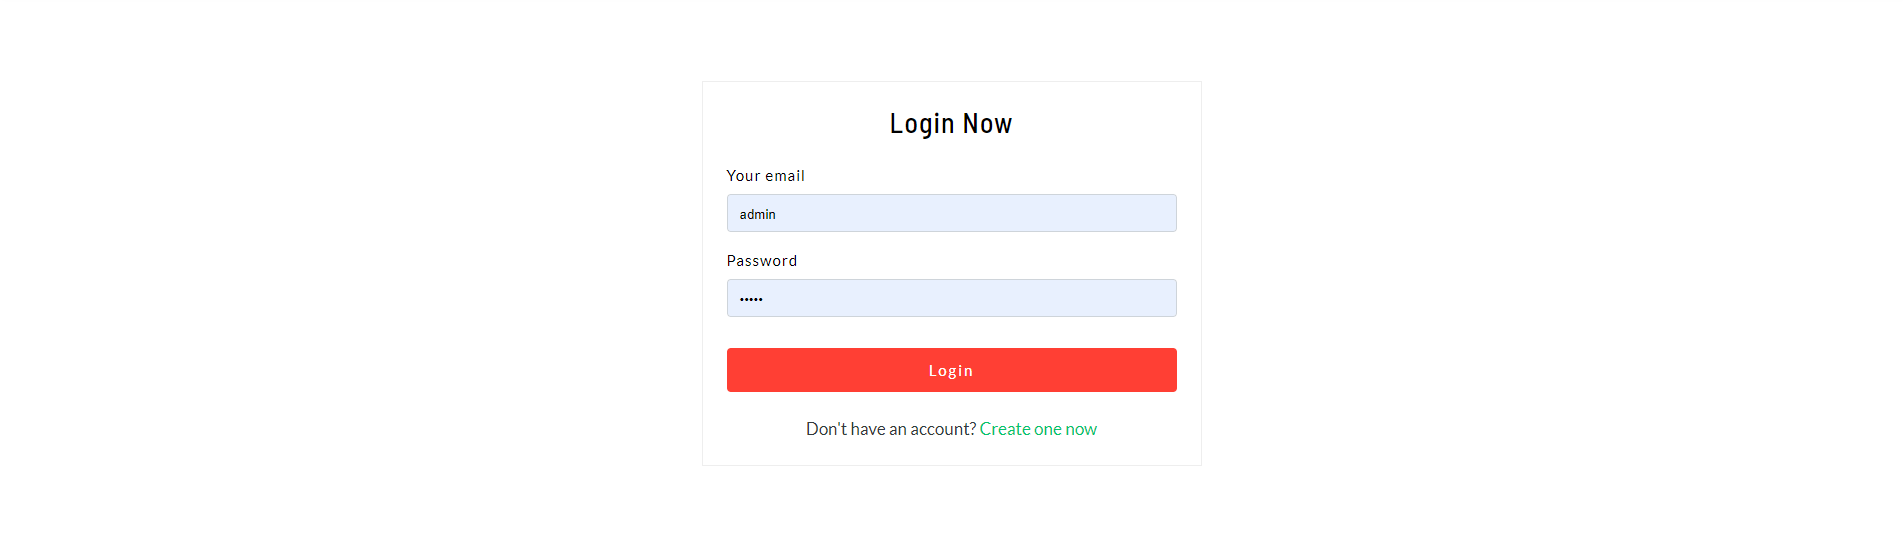 Login Now
Your email
admin
Password
•••••
Login
Don't have an account? Create one now